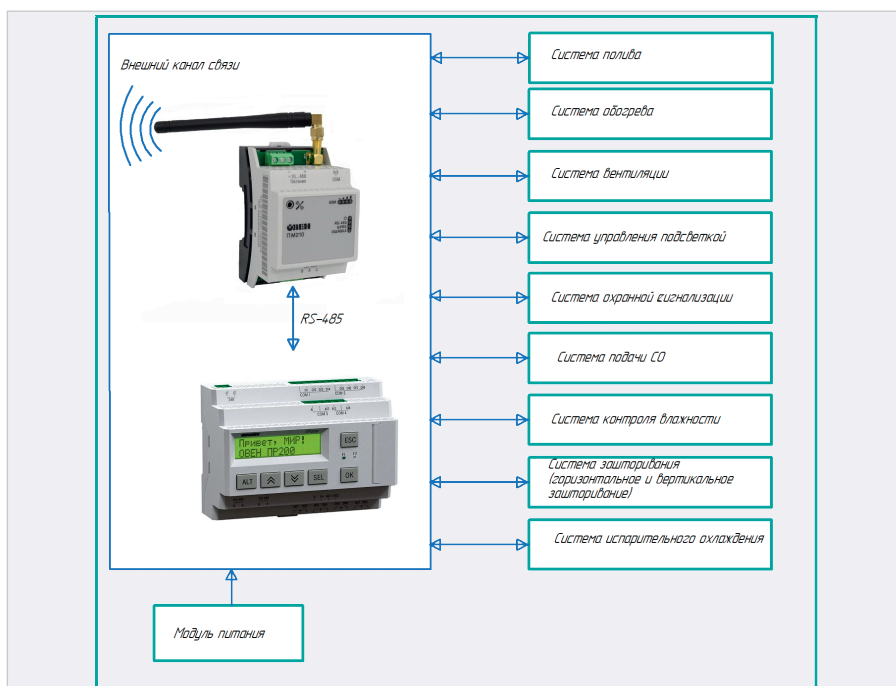 Внешний канал связи
ПМ210
RS-485
Привет, МИР!
ОВЕН ПР200
ESC
ALT
SEL
OK
Модуль питания
Система полива
Система обогрева
Система вентиляции
Система управления подсветкой
Система охранной сигнализации
Система подачи СО
Система контроля влажности
Система зашторивания
(горизонтальное и вертикальное
зашторивание)
Система испарительного охлаждения